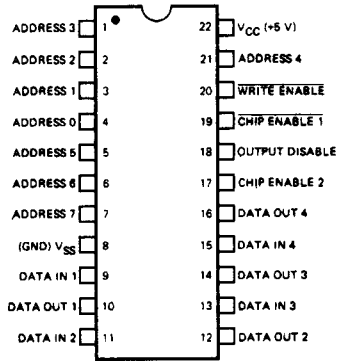 ADDRESS 3 1 22 VCC (+5 V)
ADDRESS 2 2 21 ADDRESS 4
ADDRESS 1 3 20 WRITE ENABLE
ADDRESS 0 4 19 CHIP ENABLE 1
ADDRESS 5 5 18 OUTPUT DISABLE
ADDRESS 6 6 17 CHIP ENABLE 2
ADDRESS 7 7 16 DATA OUT 4
(GND) VSS 8 15 DATA IN 4
DATA IN 1 9 14 DATA OUT 3
DATA OUT 1 10 13 DATA IN 3
DATA IN 2 11 12 DATA OUT 2